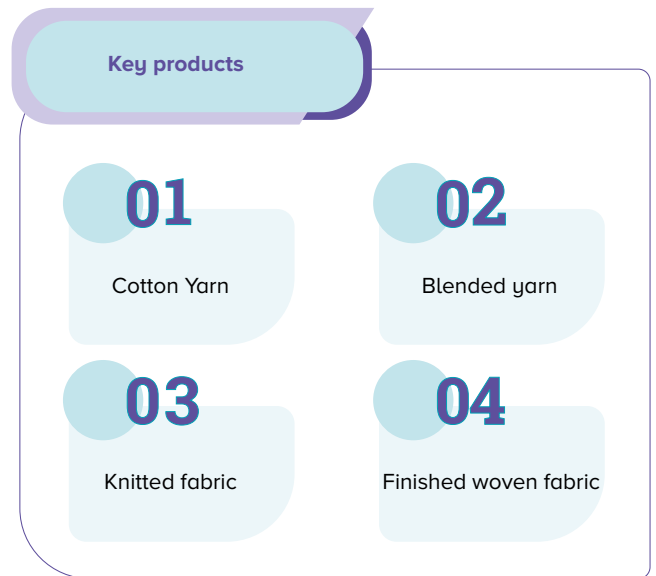 Key products
01
Cotton Yarn
02
Blended yarn
03
Knitted fabric
04
Finished woven fabric